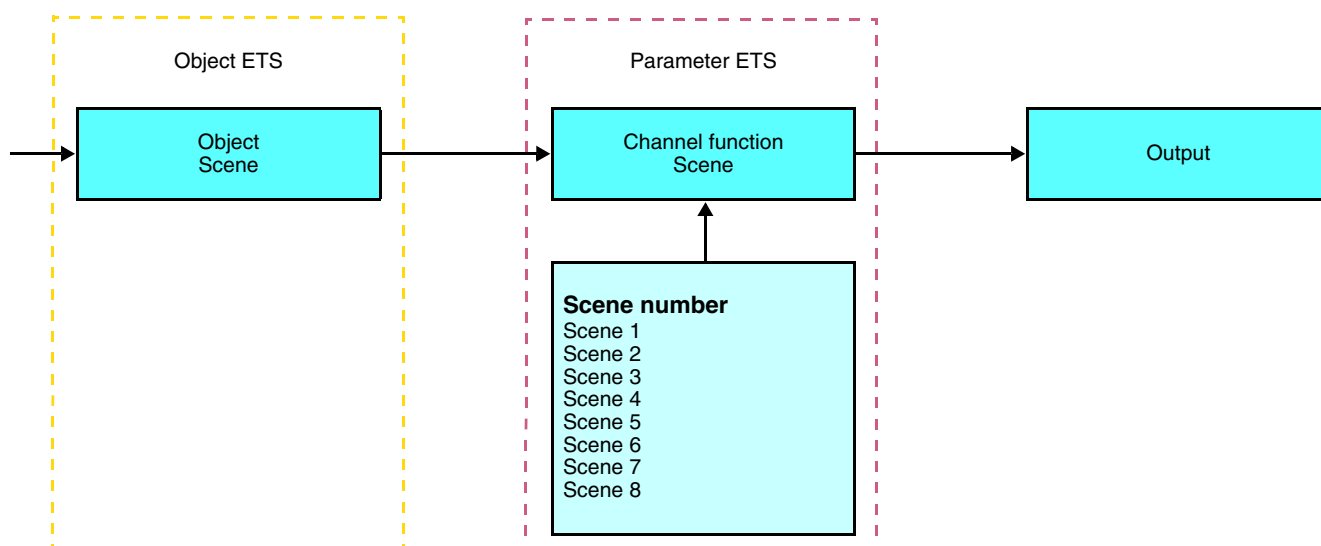 Object ETS
Parameter ETS
Object
Scene
Channel function
Scene
Output
Scene number
Scene 1
Scene 2
Scene 3
Scene 4
Scene 5
Scene 6
Scene 7
Scene 8